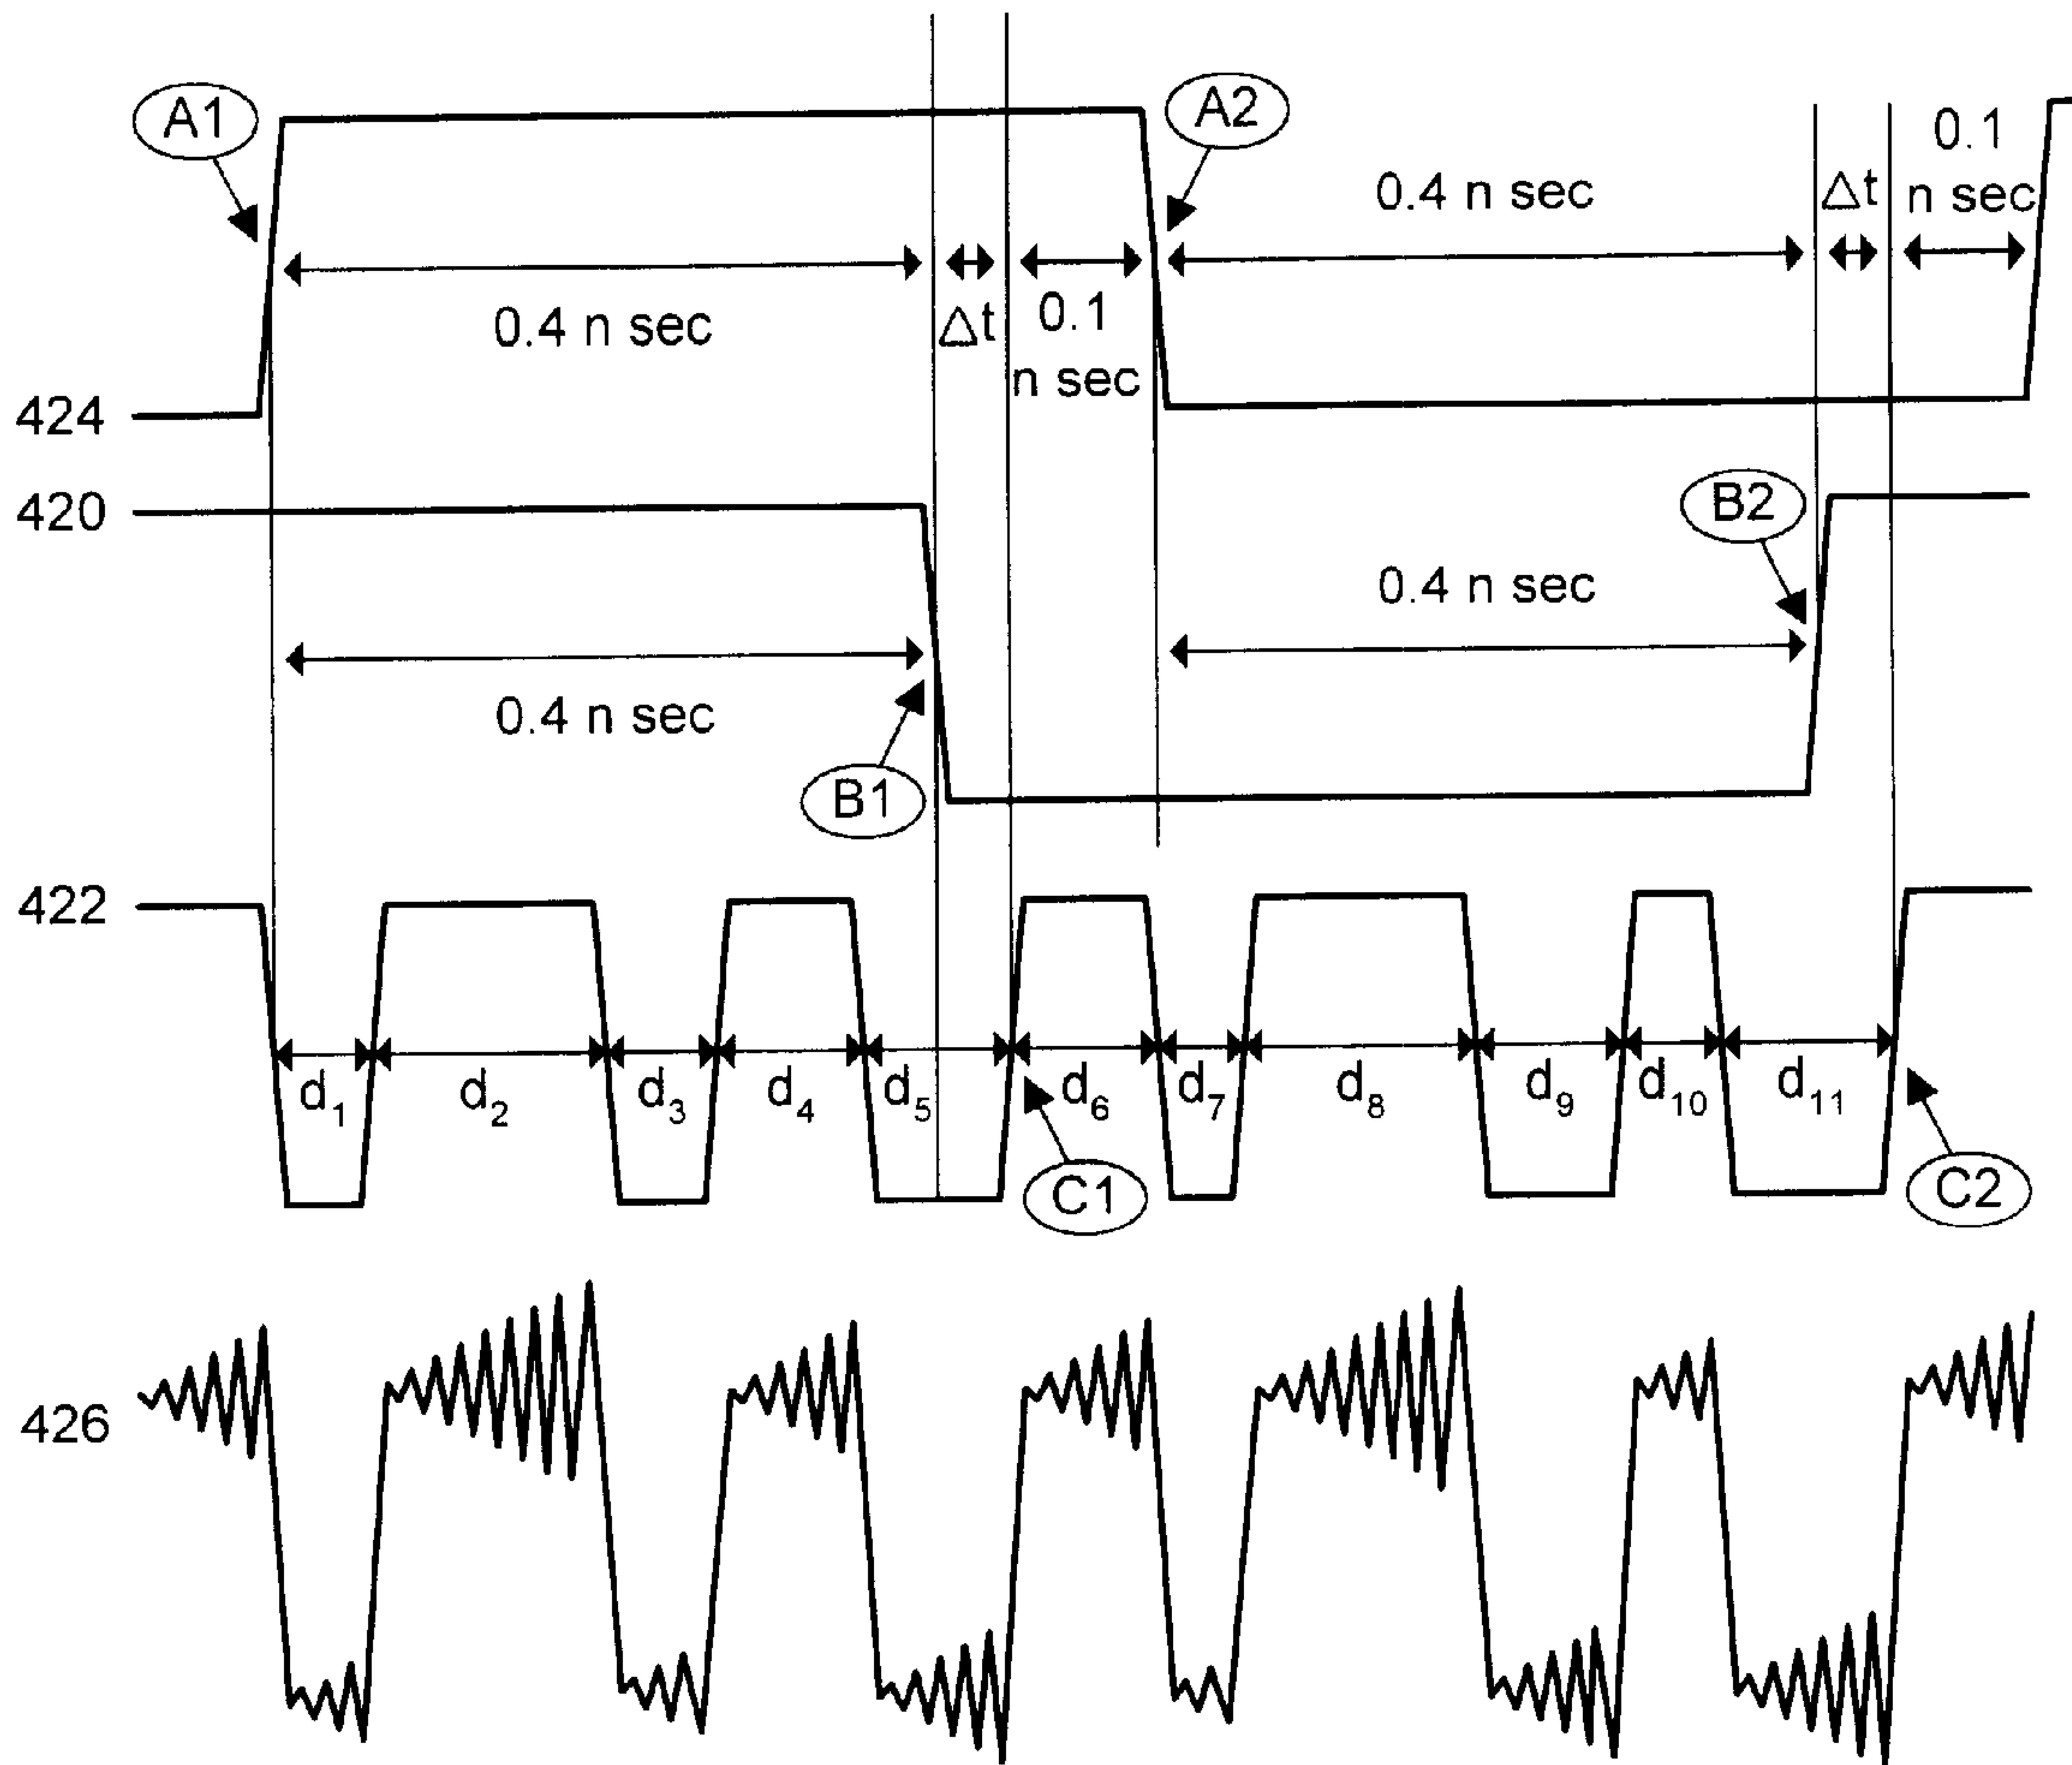 A1
A2
0.1
0.4 n sec
Δt
n sec
0.4 n sec
Δt
0.1
n sec
424
420
B2
0.4 n sec
0.4 n sec
B1
422
d1
d2
d3
d4
d5
d6
d7
d8
d9
d10
d11
C1
C2
426